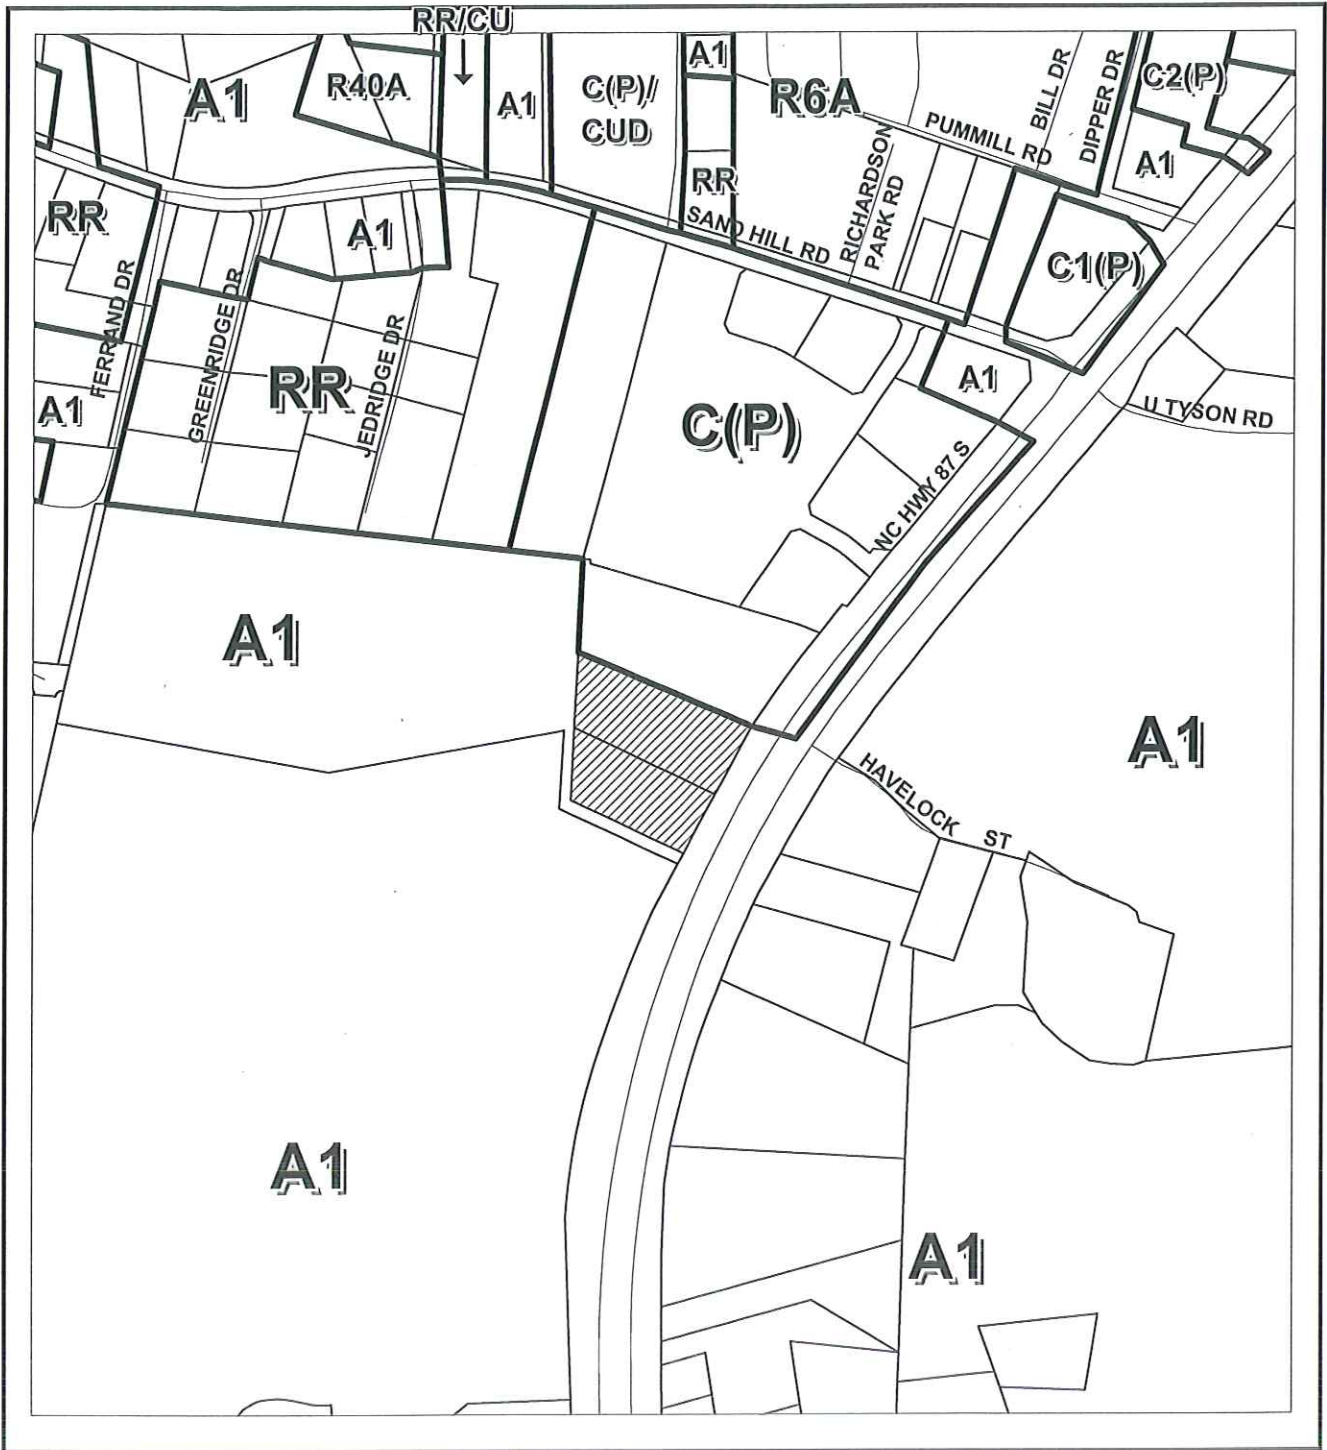 RR/CU
A1
R40A
A1
C(P)/
CUD
A1
R6A
BILL DR
DIPPER DR
C2(P)
PUMMILL RD
A1
RR
RR
A1
SAND HILL RD
RICHARDSON
PARK RD
C1(P)
FERRAND DR
GREENRIDGE DR
JEDRIDGE DR
RR
A1
A1
U TYSON RD
C(P)
NC HWY 87 S
A1
A1
HAVELOCK ST
A1
A1